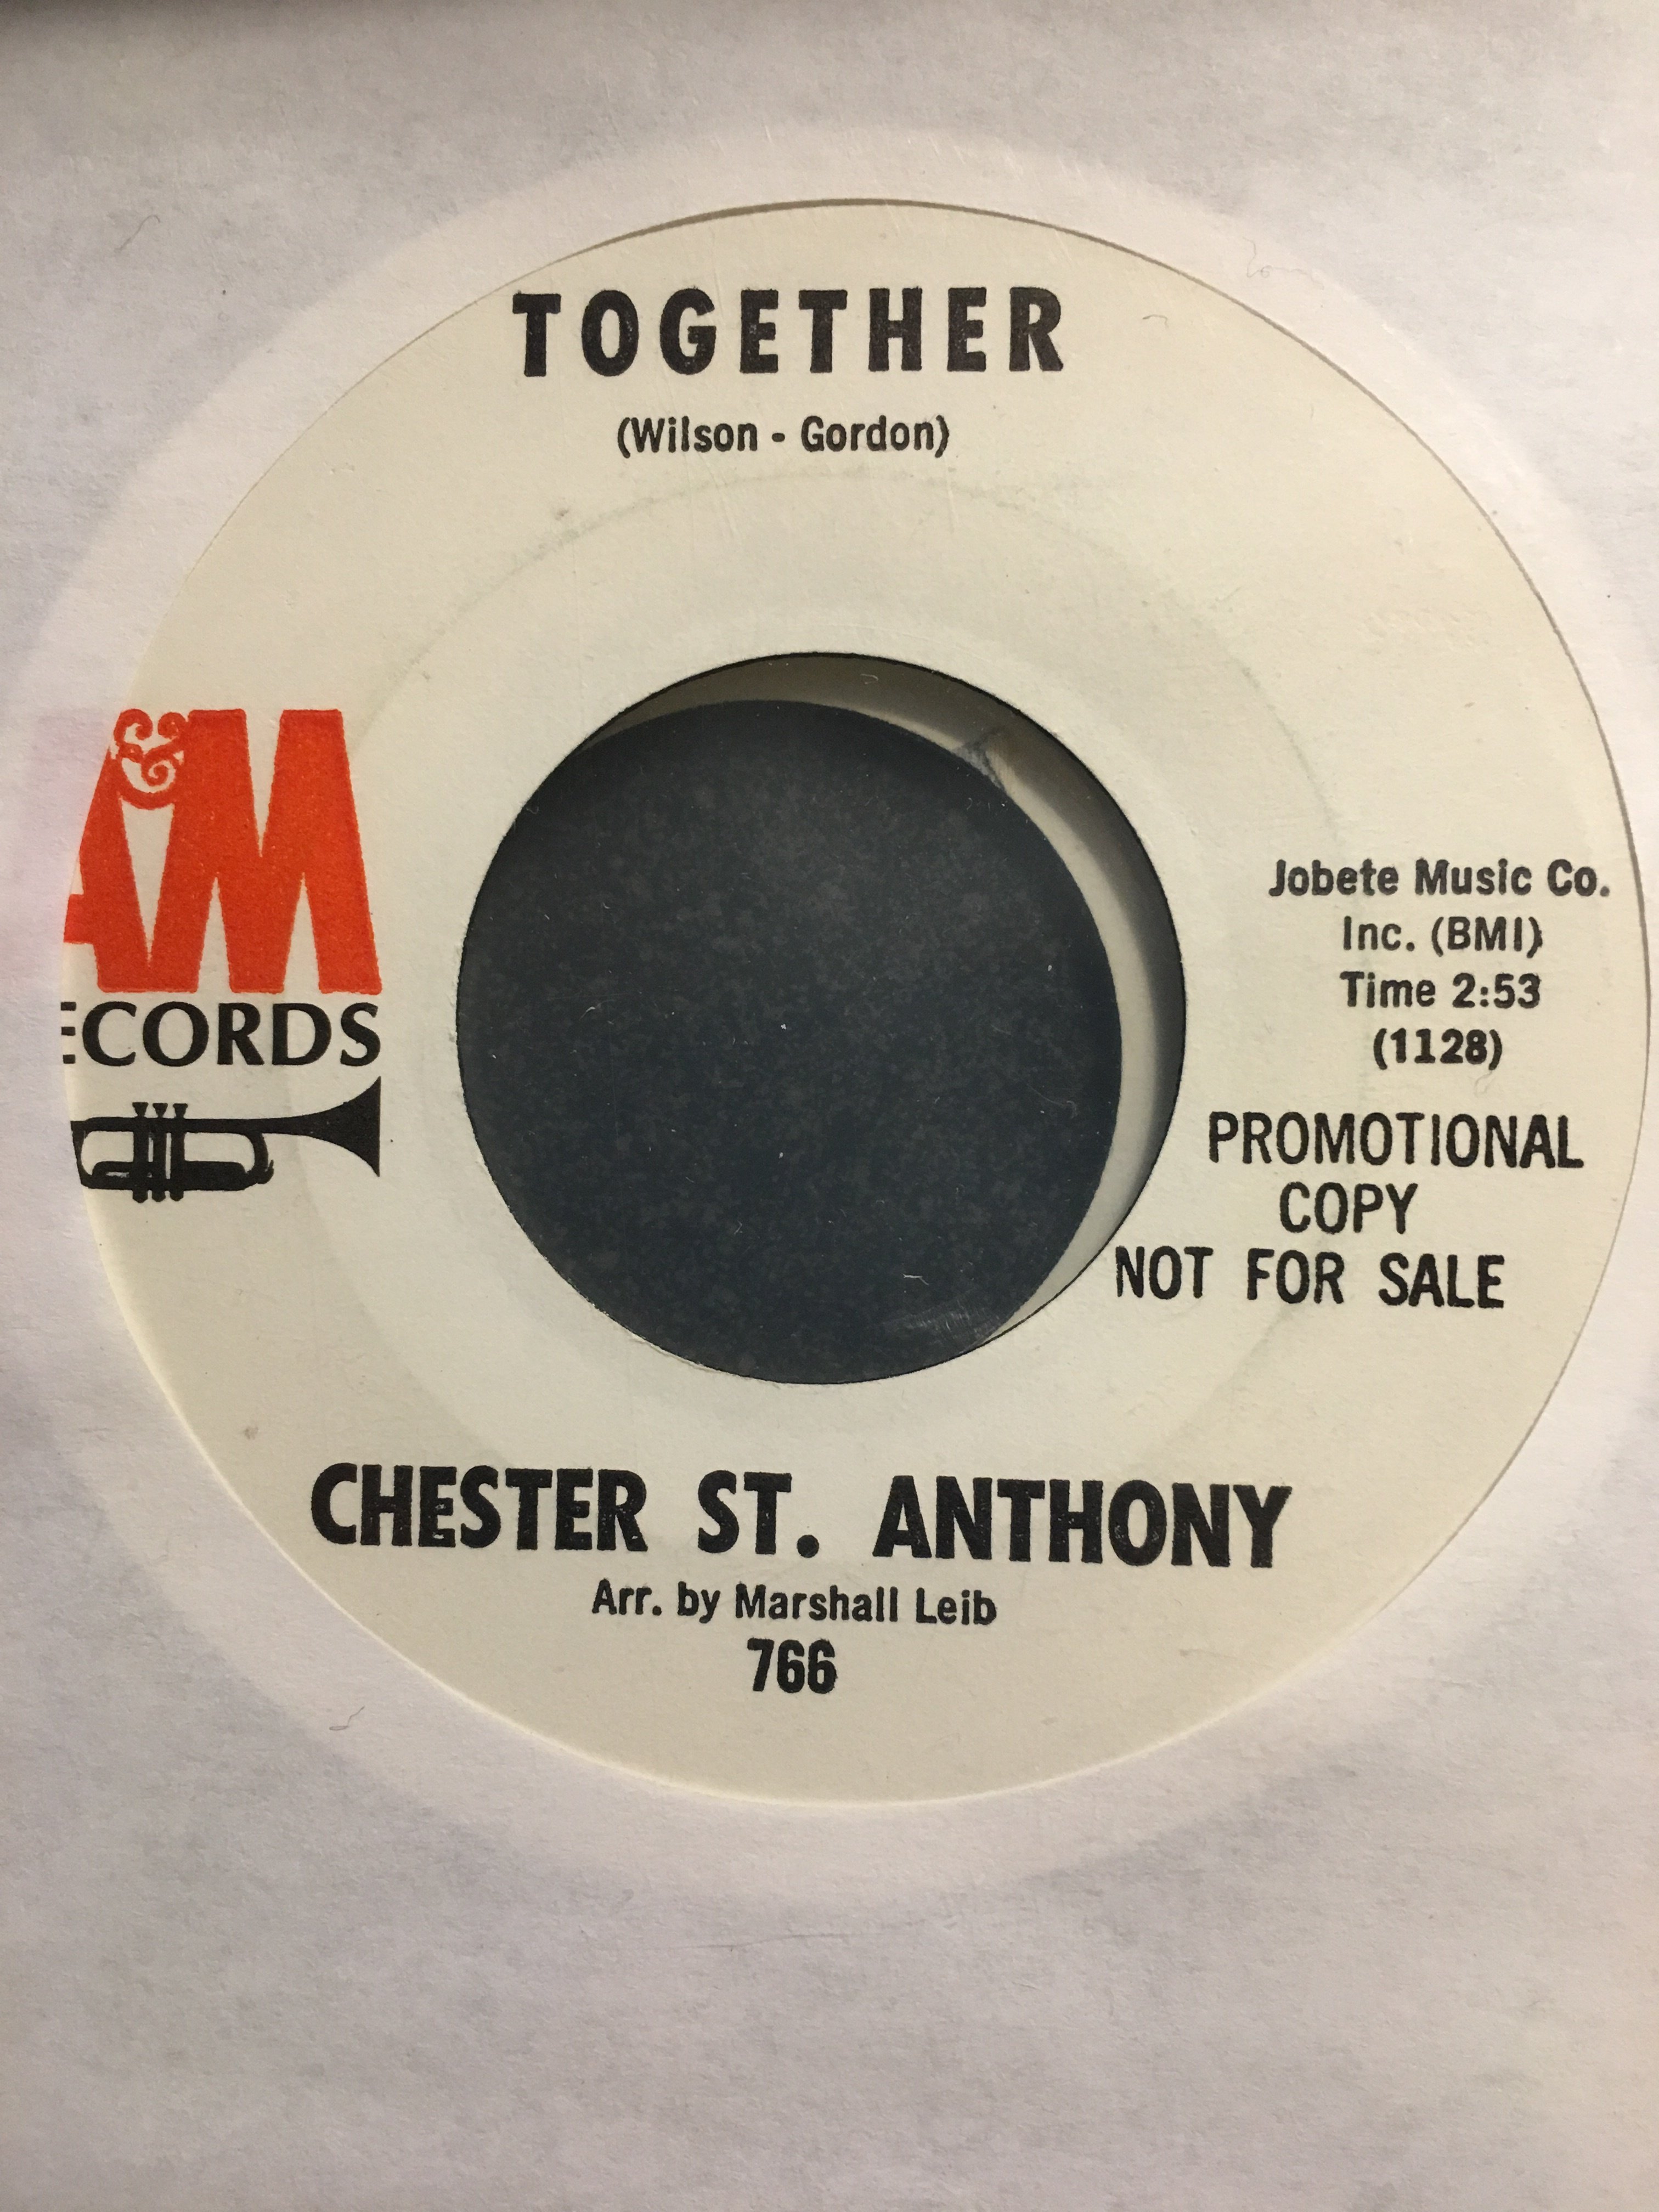 TOGETHER
(Wilson - Gordon)
A&M
ECORDS
Jobete Music Co.
Inc. (BMI)
Time 2:53
(1128)
PROMOTIONAL
COPY
NOT FOR SALE
CHESTER ST. ANTHONY
Arr. by Marshall Leib
766